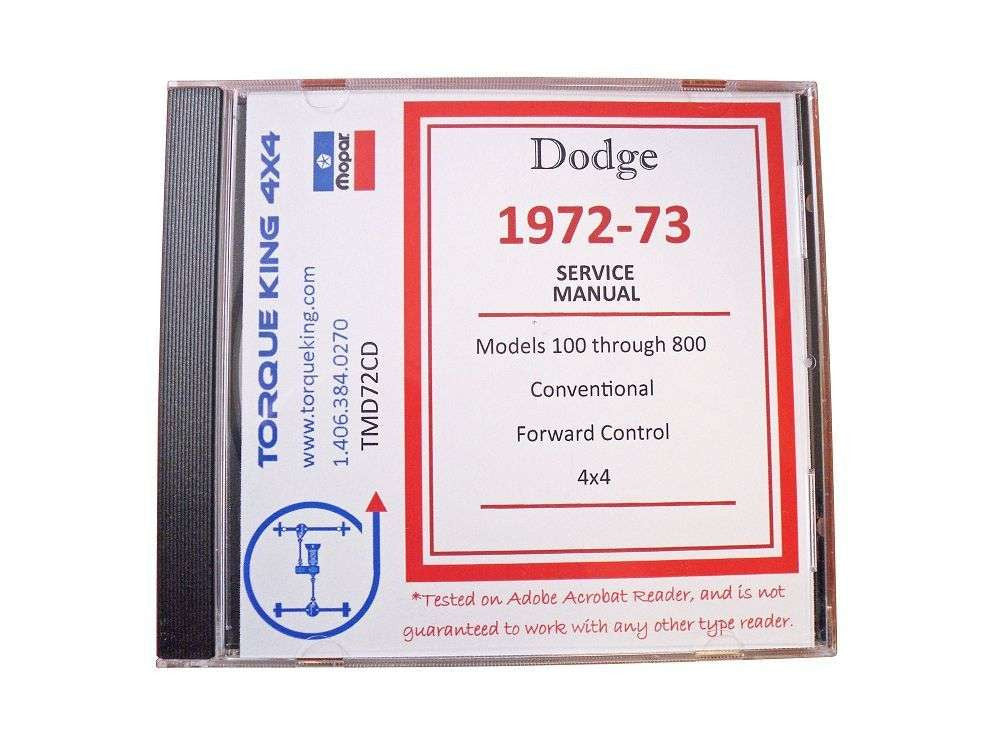 TORQUE KING 4X4
www.torqueking.com
1.406.384.0270
TMD72CD
Mopar
Dodge
1972-73
SERVICE
MANUAL
Models 100 through 800
Conventional
Forward Control
4x4
*Tested on Adobe Acrobat Reader, and is not
guaranteed to work with any other type reader.